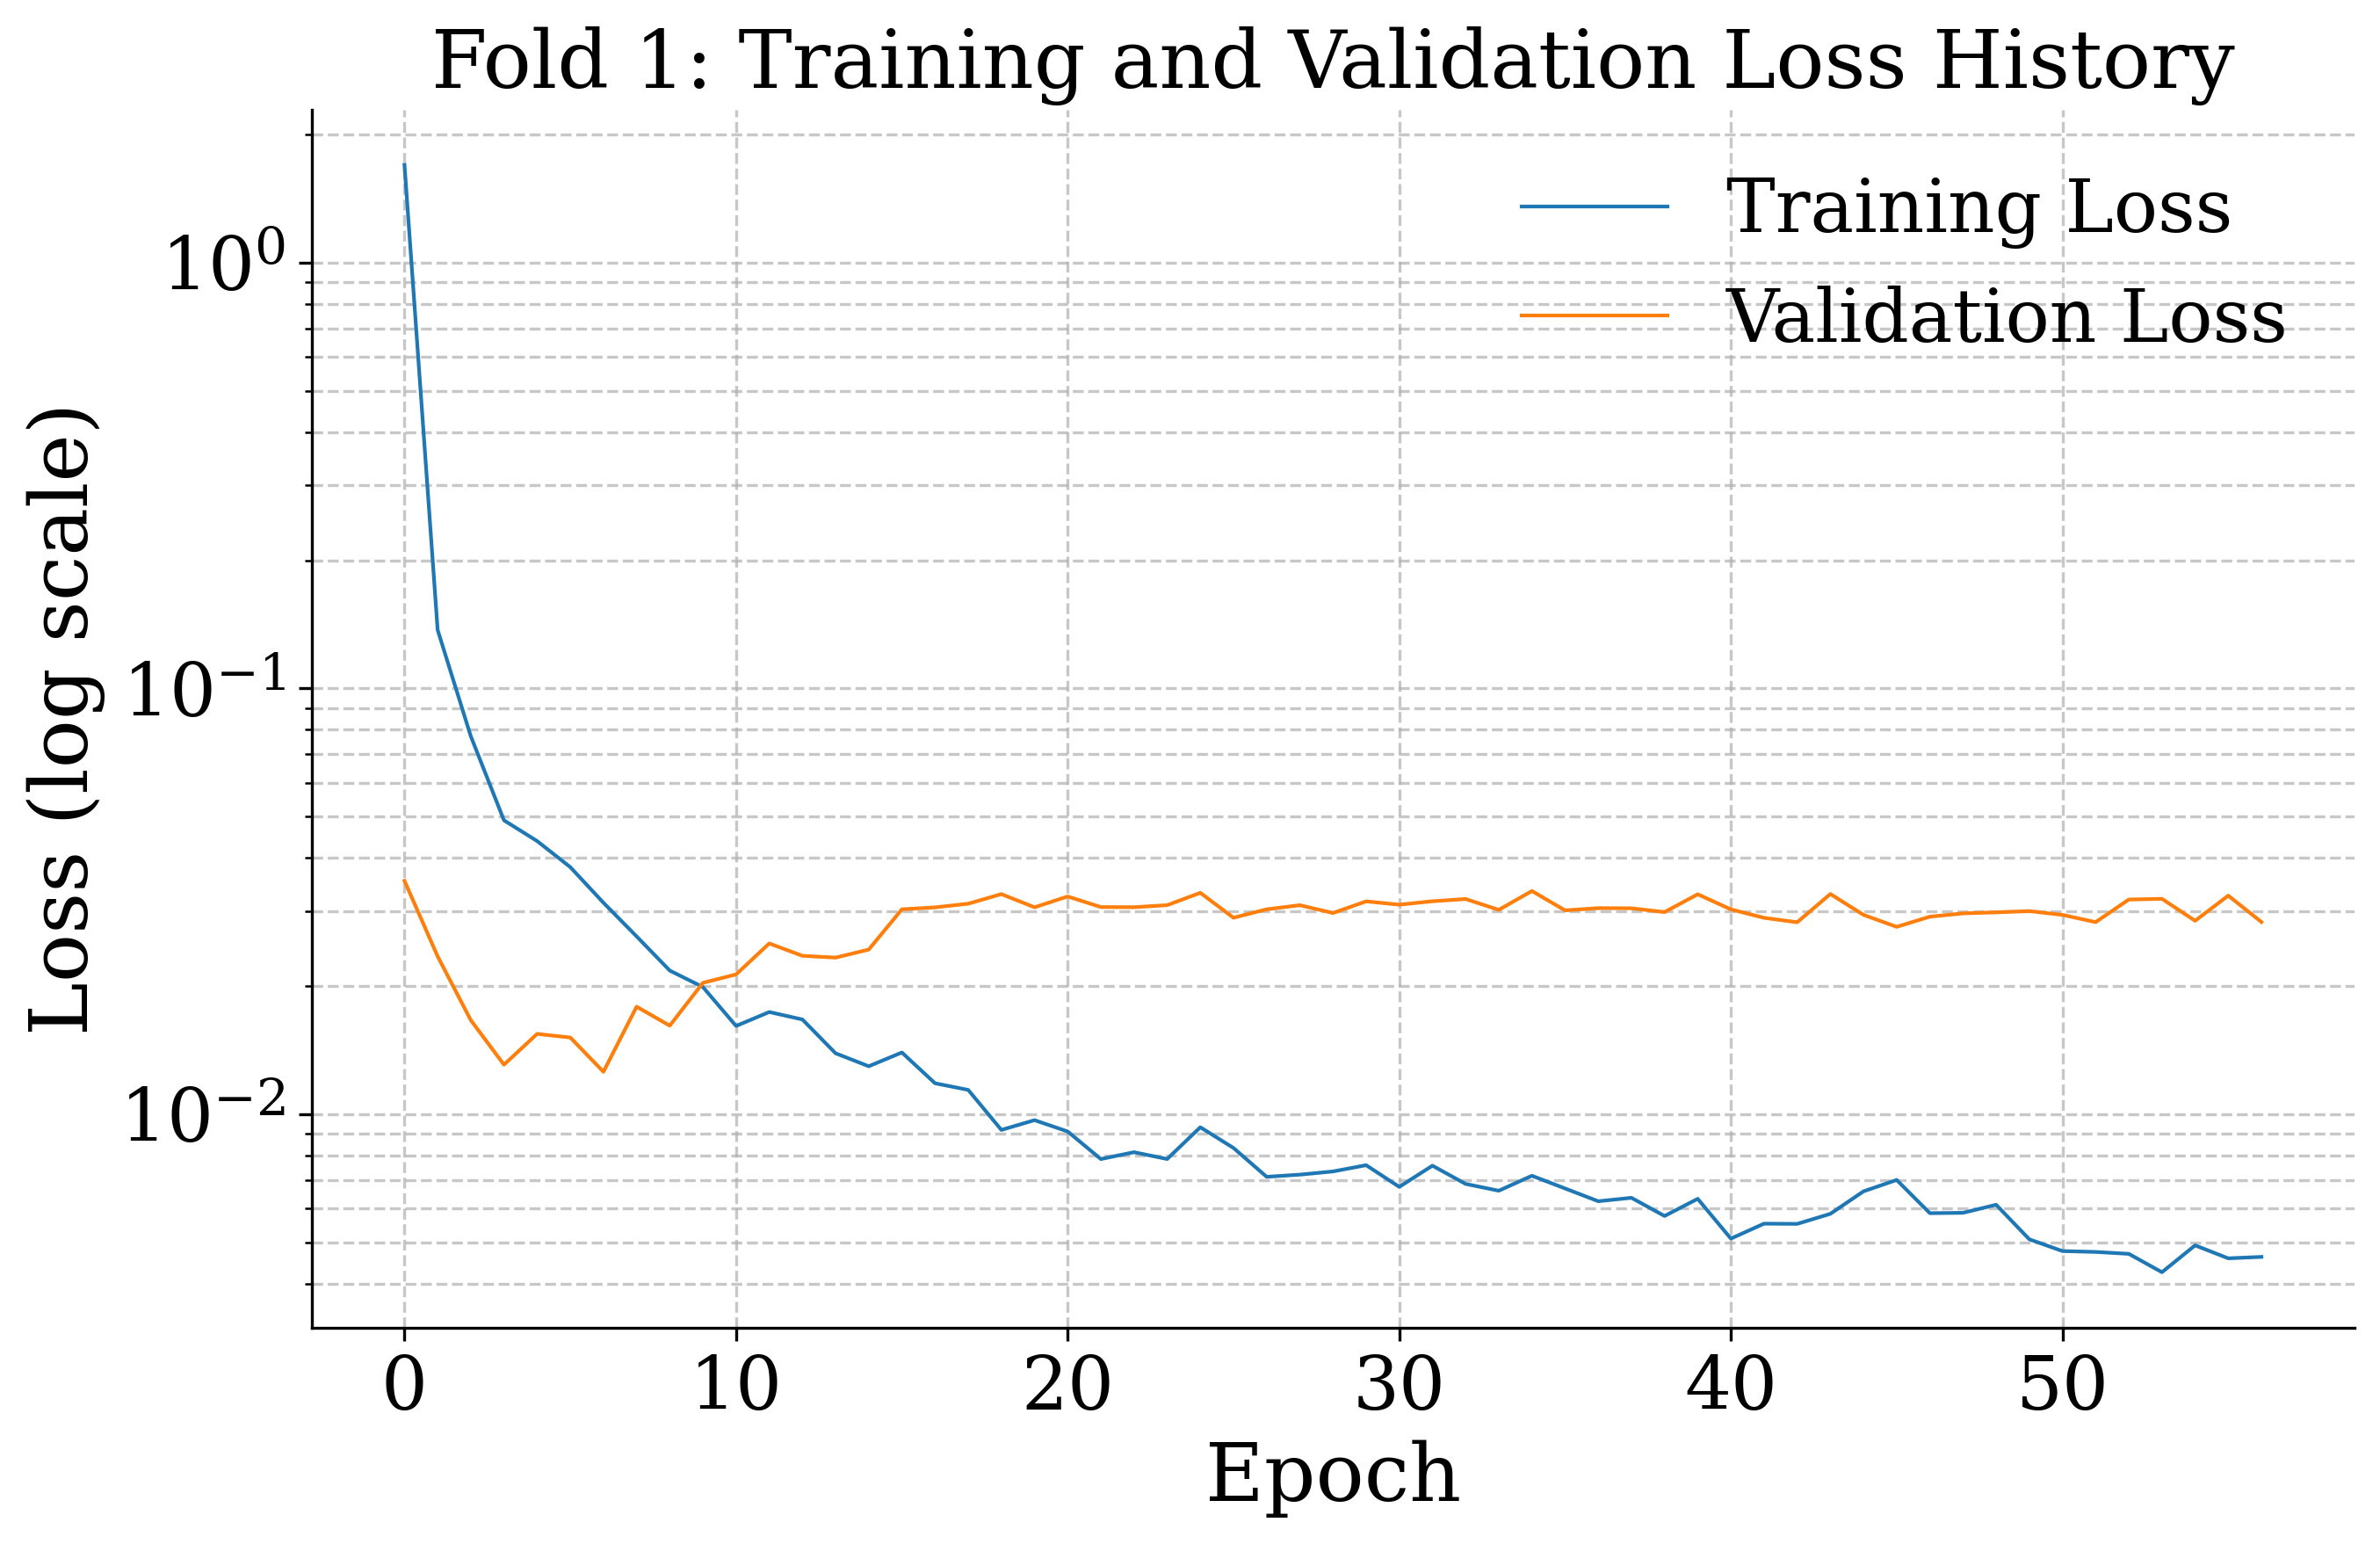 Fold 1: Training and Validation Loss History
Training Loss
Validation Loss
Loss (log scale)
10⁰
10⁻¹
10⁻²
0 10 20 30 40 50
Epoch